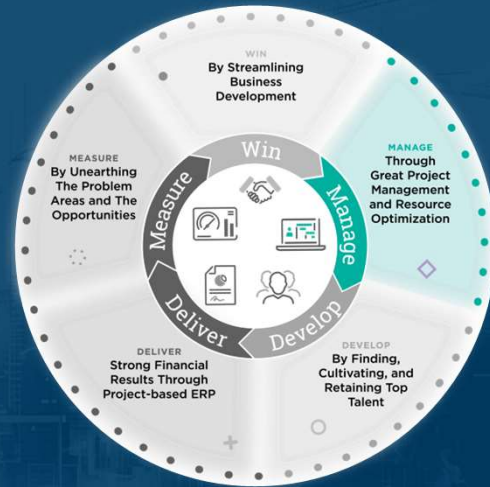 WIN
By Streamlining
Business
Development
MANAGE
Through
Great Project
Management
and Resource
Optimization
DEVELOP
By Finding,
Cultivating, and
Retaining Top
Talent
DELIVER
Strong Financial
Results Through
Project-based ERP
MEASURE
By Unearthing
The Problem
Areas and The
Opportunities
Win
Manage
Develop
Deliver
Measure